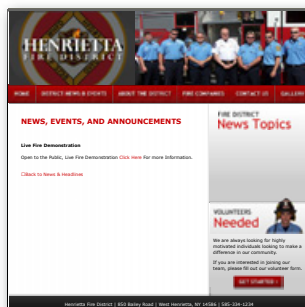 HENRIETTA
FIRE DISTRICT
HOME DISTRICT NEWS & EVENTS ABOUT THE DISTRICT FIRE COMPANIES CONTACT US GALLERY
NEWS, EVENTS, AND ANNOUNCEMENTS
Live Fire Demonstration
Open to the Public, Live Fire Demonstration Click Here For more Information.
Back to News & Headlines
FIRE DISTRICT
News Topics
VOLUNTEERS
Needed
We are always looking for highly
motivated individuals looking to make a
difference in our community.
If you are interested in joining our
team, please fill out our volunteer form.
GET STARTED
Henrietta Fire District | 850 Bailey Road | West Henrietta, NY 14586 | 585-334-1234